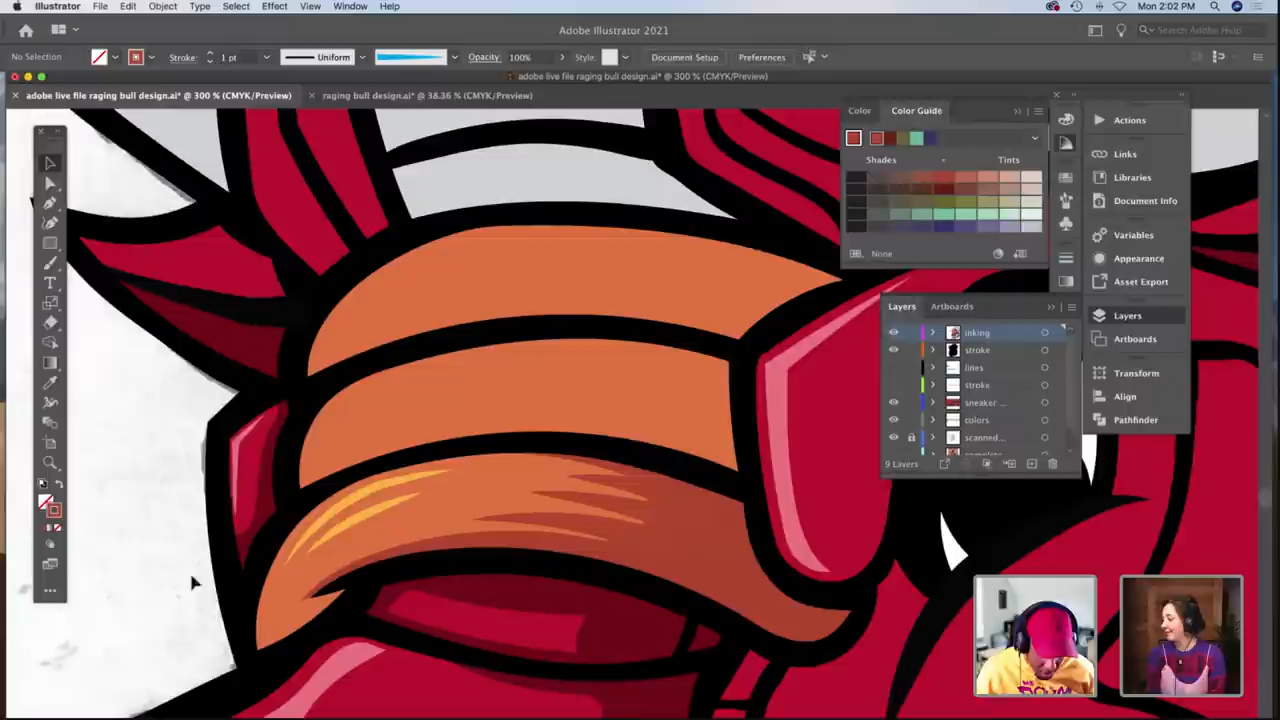 Illustrator File Edit Object Type Select Effect View Window Help Mon 2:02 PM
Adobe Illustrator 2021 Search Adobe Help
No Selection Stroke: 1 pt Uniform Opacity: 100% Style: Document Setup Preferences
adobe live file raging bull design.ai* @ 300 % (CMYK/Preview)
adobe live file raging bull design.ai* @ 300 % (CMYK/Preview) raging bull design.ai* @ 38.36 % (CMYK/Preview)
Color Color Guide
Shades Tints
None
Actions
Links
Libraries
Document Info
Variables
Appearance
Asset Export
Layers
Artboards
Transform
Align
Pathfinder
Layers Artboards
inking
stroke
lines
stroke
sneaker ...
colors
scanned...
9 Layers